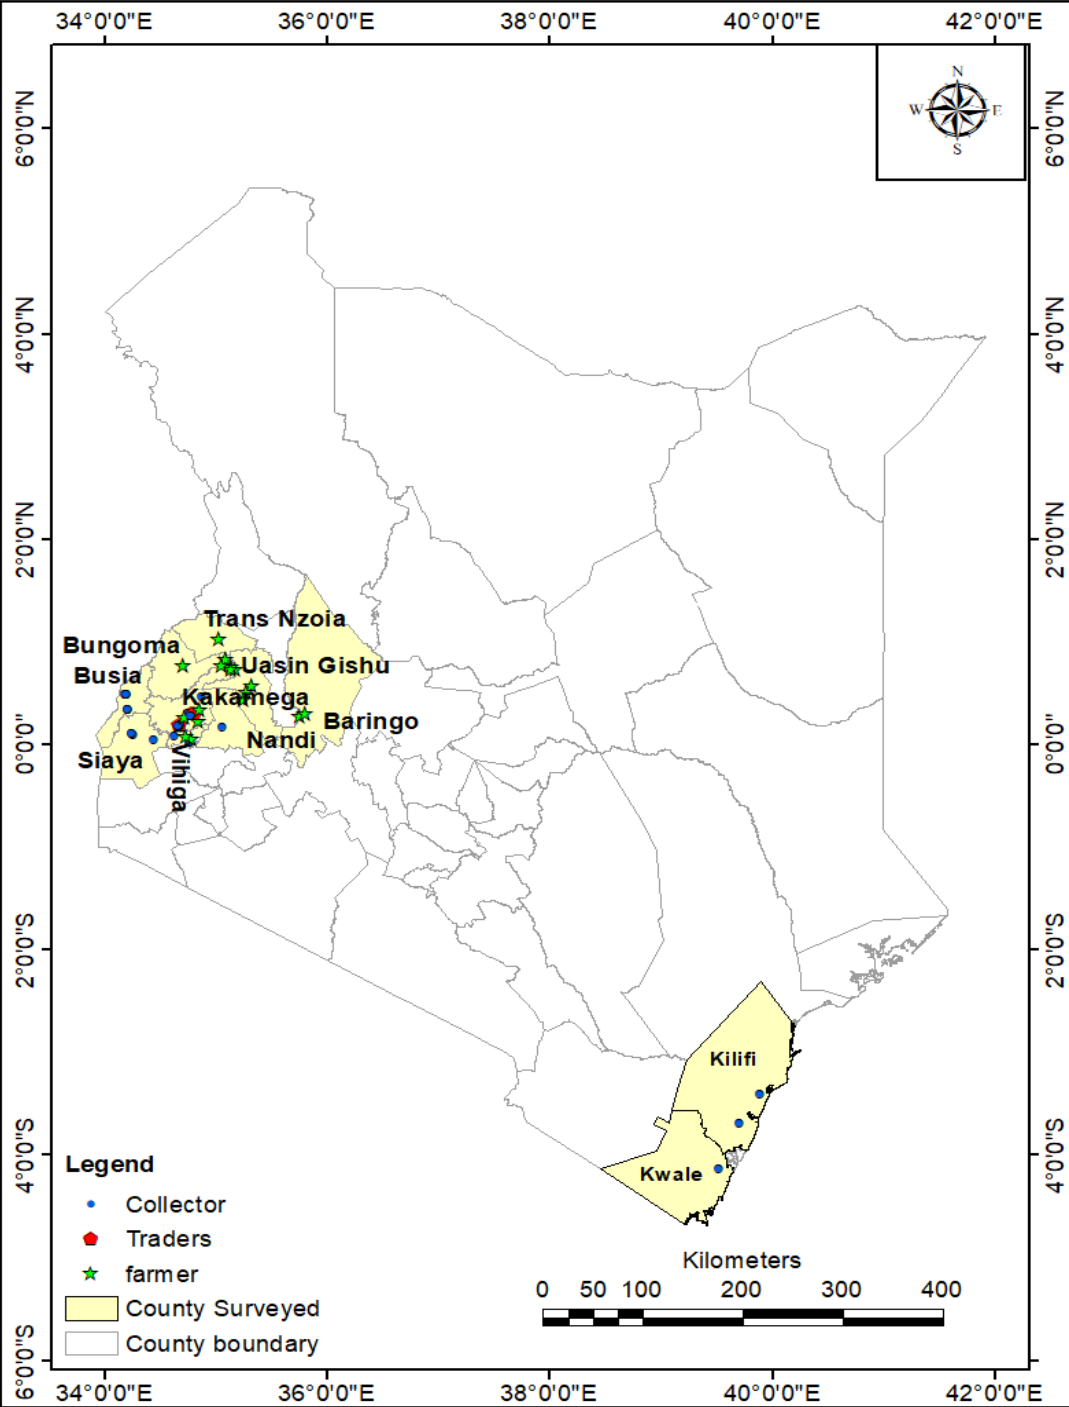 34°0'0"E 36°0'0"E 38°0'0"E 40°0'0"E 42°0'0"E
N
W E
S
6°0'0"N 6°0'0"N
4°0'0"N 4°0'0"N
2°0'0"N 2°0'0"N
Trans Nzoia
Bungoma
Uasin Gishu
Busia
Kakamega
Baringo
0°0'0" 0°0'0"
Nandi
Siaya
Vihiga
2°0'0"S 2°0'0"S
Kilifi
4°0'0"S 4°0'0"S
Kwale
Legend
Collector
Traders
farmer
County Surveyed
County boundary
Kilometers
0 50 100 200 300 400
6°0'0"S 6°0'0"S
34°0'0"E 36°0'0"E 38°0'0"E 40°0'0"E 42°0'0"E